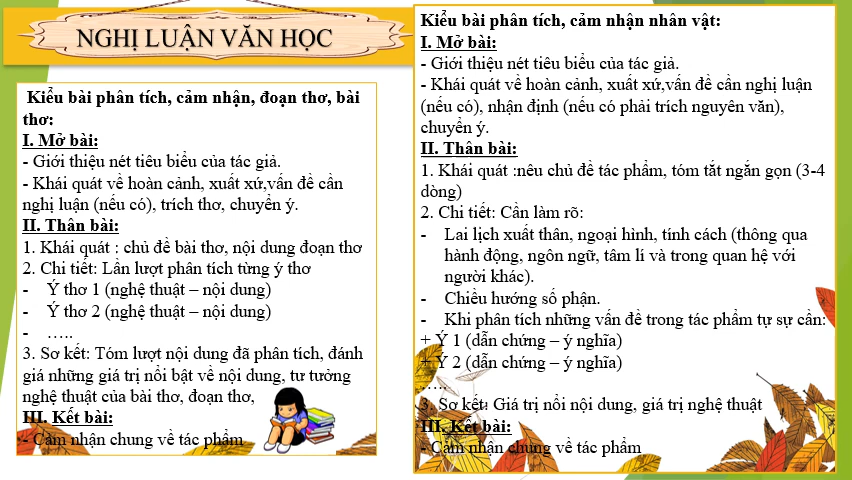 NGHỊ LUẬN VĂN HỌC
Kiểu bài phân tích, cảm nhận, đoạn thơ, bài
thơ:
I. Mở bài:
- Giới thiệu nét tiêu biểu của tác giả.
- Khái quát về hoàn cảnh, xuất xứ,vấn đề cần
nghị luận (nếu có), trích thơ, chuyển ý.
II. Thân bài:
1. Khái quát : chủ đề bài thơ, nội dung đoạn thơ
2. Chi tiết: Lần lượt phân tích từng ý thơ
- Ý thơ 1 (nghệ thuật – nội dung)
- Ý thơ 2 (nghệ thuật – nội dung)
- …..
3. Sơ kết: Tóm lượt nội dung đã phân tích, đánh
giá những giá trị nổi bật về nội dung, tư tưởng
nghệ thuật của bài thơ, đoạn thơ,
III. Kết bài:
- Cảm nhận chung về tác phẩm
Kiểu bài phân tích, cảm nhận nhân vật:
I. Mở bài:
- Giới thiệu nét tiêu biểu của tác giả.
- Khái quát về hoàn cảnh, xuất xứ,vấn đề cần nghị luận
(nếu có), nhận định (nếu có phải trích nguyên văn),
chuyển ý.
II. Thân bài:
1. Khái quát :nêu chủ đề tác phẩm, tóm tắt ngắn gọn (3-4
dòng)
2. Chi tiết: Cần làm rõ:
- Lai lịch xuất thân, ngoại hình, tính cách (thông qua
hành động, ngôn ngữ, tâm lí và trong quan hệ với
người khác).
- Chiều hướng số phận.
- Khi phân tích những vấn đề trong tác phẩm tự sự cần:
+ Ý 1 (dẫn chứng – ý nghĩa)
+ Ý 2 (dẫn chứng – ý nghĩa)
…..
3. Sơ kết: Giá trị nổi nội dung, giá trị nghệ thuật
III. Kết bài:
- Cảm nhận chung về tác phẩm